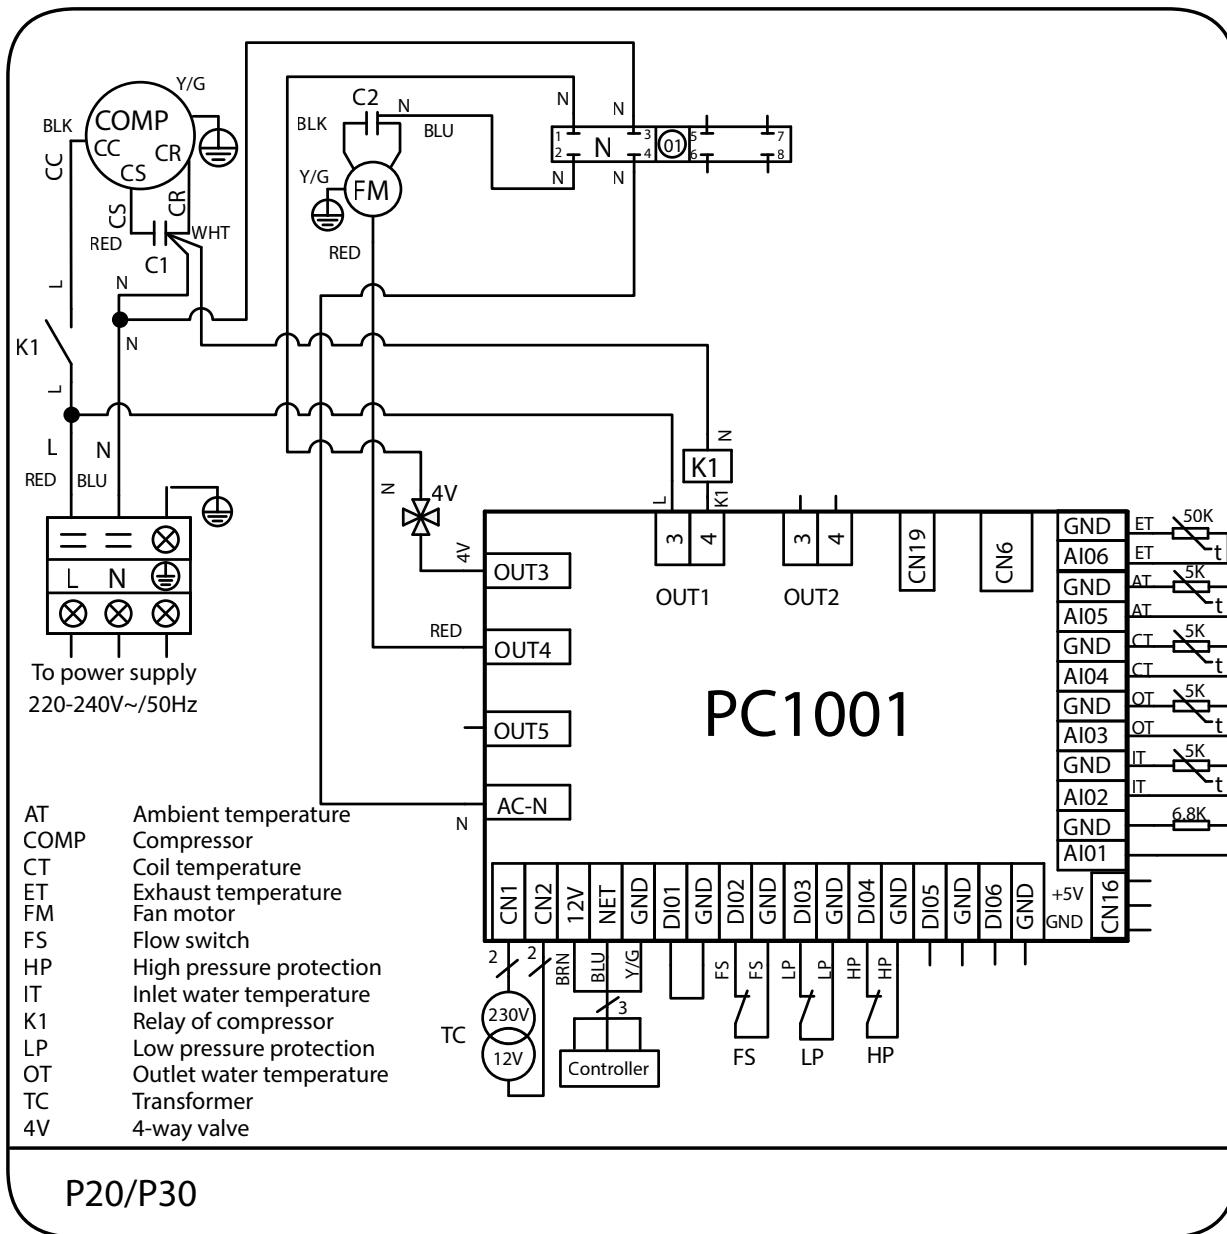 Y/G
COMP
BLK
CC
CR
CS
CC
CS
CR
RED
WHT
C1
L
N
K1
N
L
L
N
RED
BLU
L
N
To power supply
220-240V~/50Hz
C2
N
BLK
BLU
Y/G
FM
RED
N
N
1
3
5
7
N
01
2
4
6
8
N
N
N
4V
4V
RED
N
N
K1
L
K1
OUT3
OUT4
OUT5
AC-N
3
4
OUT1
3
4
OUT2
CN19
CN6
PC1001
GND
ET
50K
AI06
ET
t
GND
AT
5K
AI05
AT
t
GND
CT
5K
AI04
CT
t
GND
OT
5K
AI03
OT
t
GND
IT
5K
AI02
IT
t
GND
6.8K
AI01
+5V
GND
CN16
CN1
CN2
12V
NET
GND
DI01
GND
DI02
GND
DI03
GND
DI04
GND
DI05
GND
DI06
GND
2
2
BRN
BLU
Y/G
FS
FS
LP
LP
HP
HP
230V
12V
TC
3
Controller
FS
LP
HP
AT Ambient temperature
COMP Compressor
CT Coil temperature
ET Exhaust temperature
FM Fan motor
FS Flow switch
HP High pressure protection
IT Inlet water temperature
K1 Relay of compressor
LP Low pressure protection
OT Outlet water temperature
TC Transformer
4V 4-way valve
P20/P30